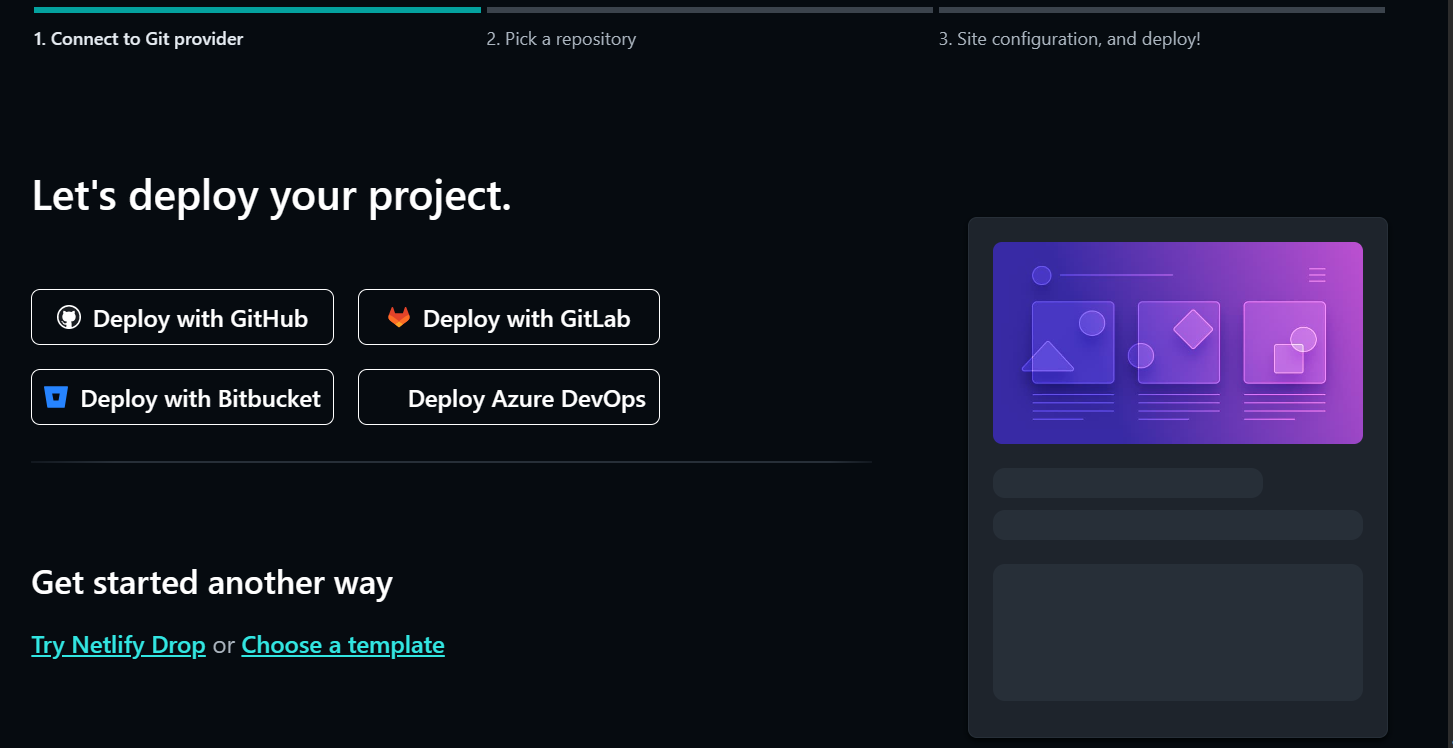 1. Connect to Git provider
2. Pick a repository
3. Site configuration, and deploy!
Let's deploy your project.
Deploy with GitHub
Deploy with GitLab
Deploy with Bitbucket
Deploy Azure DevOps
Get started another way
Try Netlify Drop or Choose a template